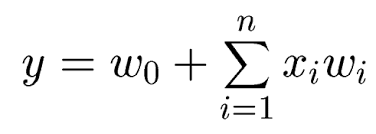 y = w_0 + \sum_{i=1}^{n} x_i w_i